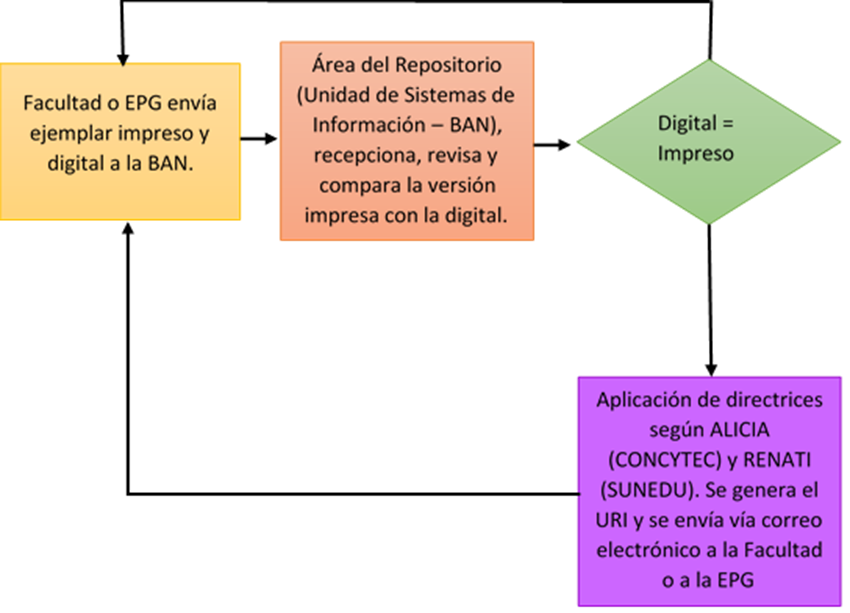 Facultad o EPG envía
ejemplar impreso y
digital a la BAN.
Área del Repositorio
(Unidad de Sistemas de
Información – BAN),
recepciona, revisa y
compara la versión
impresa con la digital.
Digital =
Impreso
Aplicación de directrices
según ALICIA
(CONCYTEC) y RENATI
(SUNEDU). Se genera el
URI y se envía vía correo
electrónico a la Facultad
o a la EPG